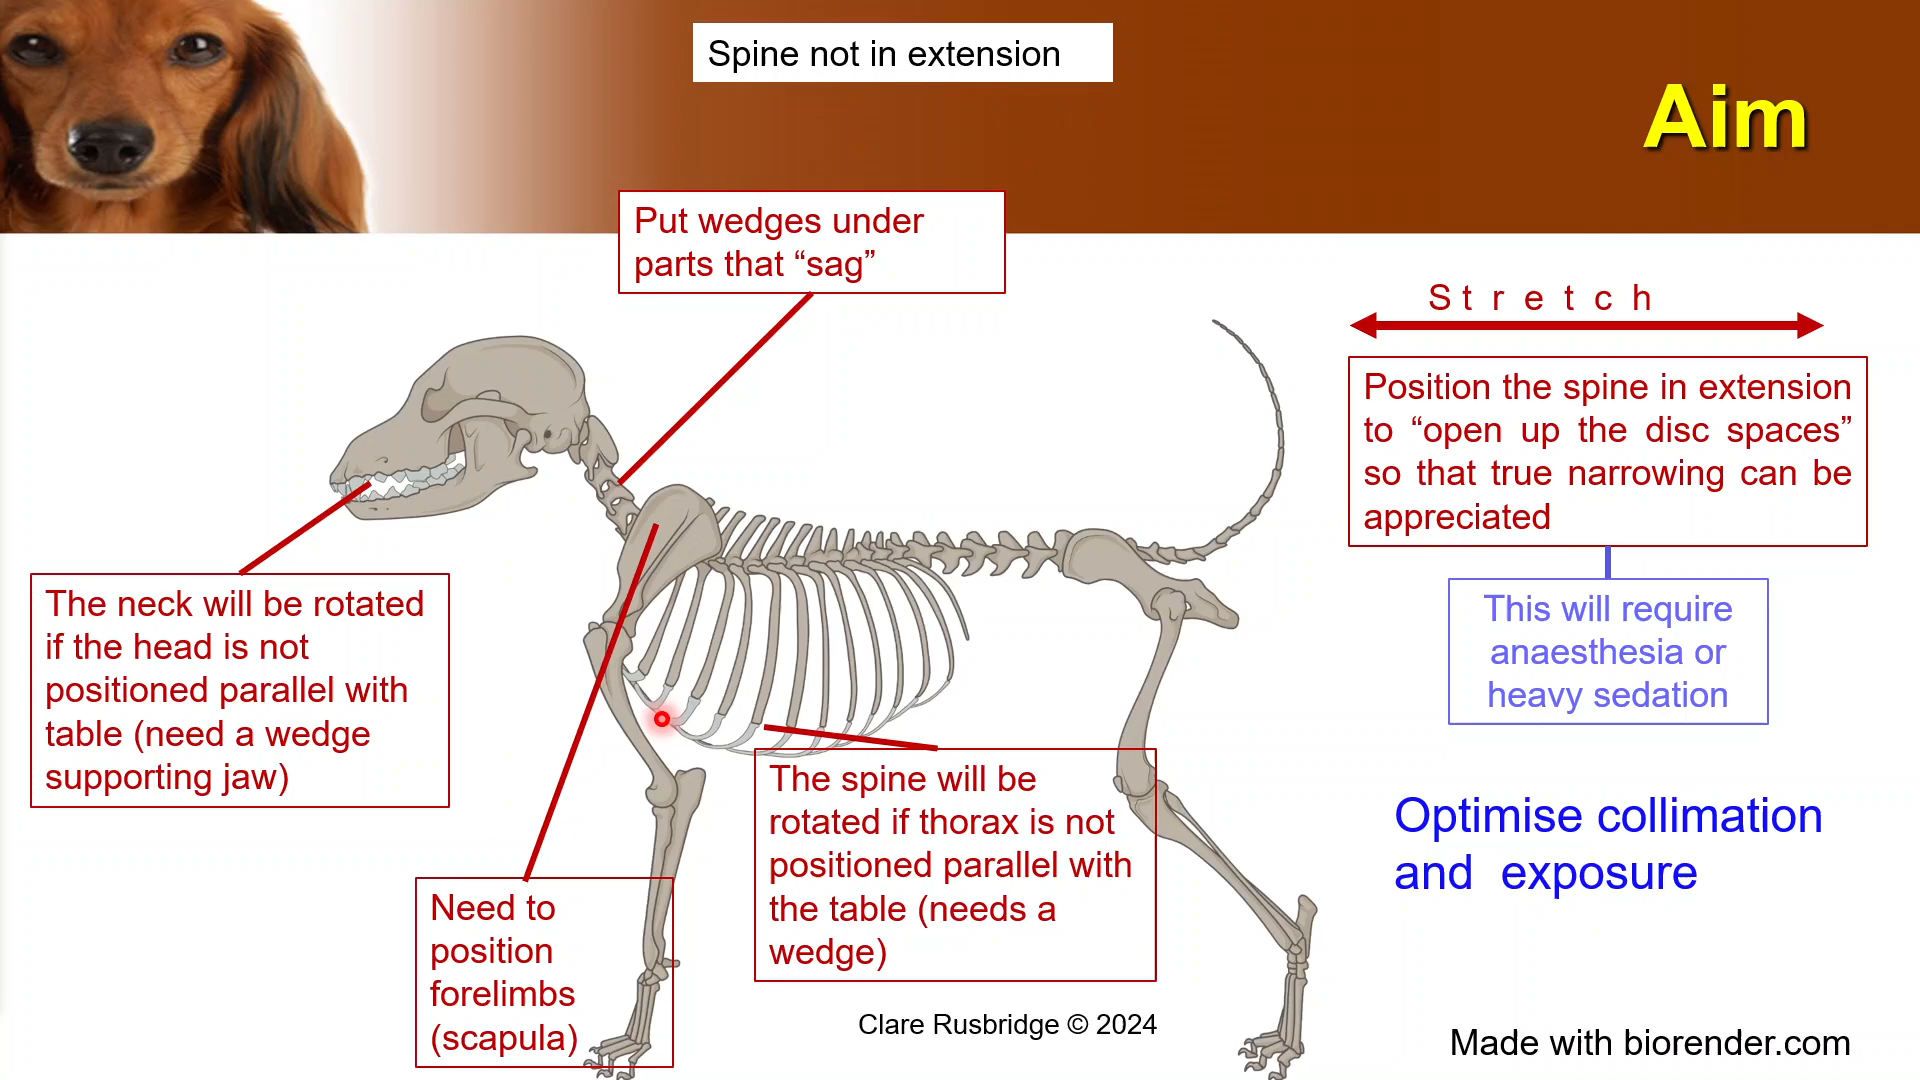 Spine not in extension
Aim
Put wedges under
parts that “sag”
S t r e t c h
Position the spine in extension
to “open up the disc spaces”
so that true narrowing can be
appreciated
This will require
anaesthesia or
heavy sedation
The neck will be rotated
if the head is not
positioned parallel with
table (need a wedge
supporting jaw)
The spine will be
rotated if thorax is not
positioned parallel with
the table (needs a
wedge)
Need to
position
forelimbs
(scapula)
Optimise collimation
and exposure
Clare Rusbridge © 2024
Made with biorender.com